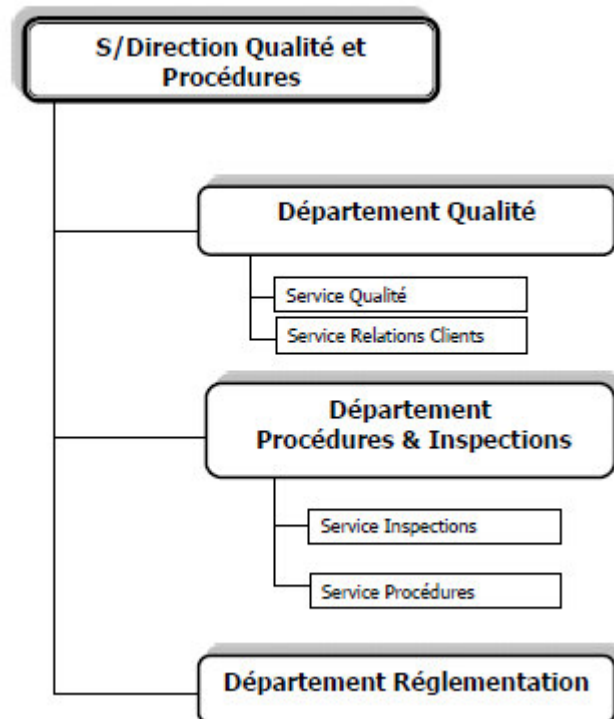 S/Direction Qualité et
Procédures
Département Qualité
Service Qualité
Service Relations Clients
Département
Procédures & Inspections
Service Inspections
Service Procédures
Département Réglementation